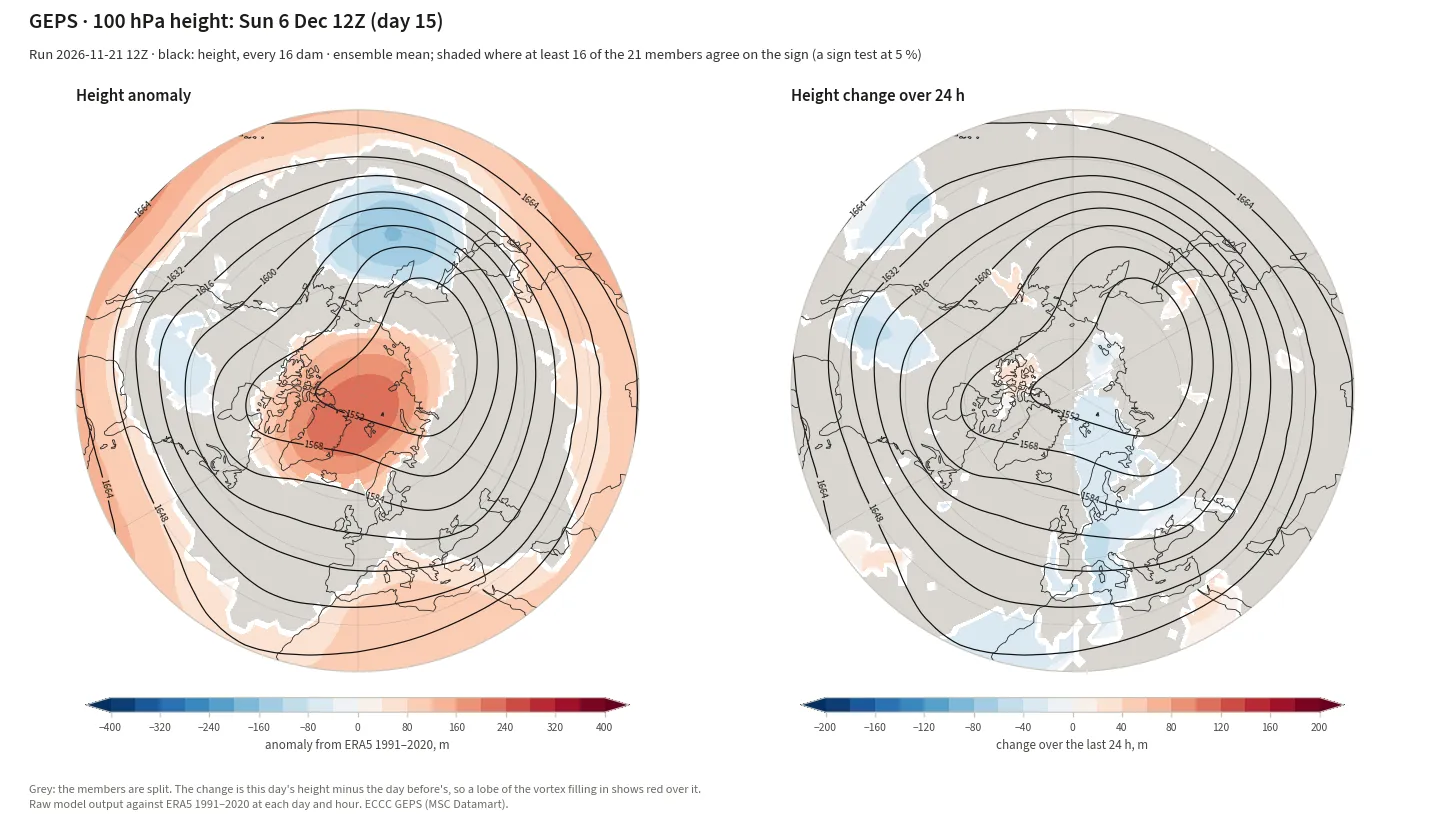 GEPS · 100 hPa height: Sun 6 Dec 12Z (day 15)
Run 2026-11-21 12Z · black: height, every 16 dam · ensemble mean; shaded where at least 16 of the 21 members agree on the sign (a sign test at 5 %)
Height anomaly
Height change over 24 h
1664
1664
1632
1616
1600
1552
1568
1584
1664
1648
1664
1664
1632
1616
1600
1552
1568
1584
1664
1648
−400 −320 −240 −160 −80 0 80 160 240 320 400
anomaly from ERA5 1991–2020, m
−200 −160 −120 −80 −40 0 40 80 120 160 200
change over the last 24 h, m
Grey: the members are split. The change is this day's height minus the day before's, so a lobe of the vortex filling in shows red over it.
Raw model output against ERA5 1991–2020 at each day and hour. ECCC GEPS (MSC Datamart).